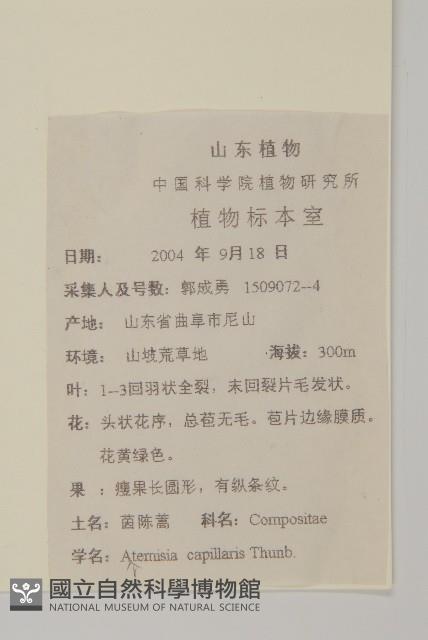 山东植物
中国科学院植物研究所
植物标本室
日期： 2004 年 9月 18 日
采集人及号数：郭成勇 1509072--4
产地： 山东省曲阜市尼山
环境： 山坡荒草地 海拔：300m
叶：1--3回羽状全裂，末回裂片毛发状。
花：头状花序，总苞无毛。苞片边缘膜质。
花黄绿色。
果 ：瘦果长圆形，有纵条纹。
土名：茵陈蒿 科名：Compositae
学名：Atemisia capillaris Thunb.
國立自然科學博物館
NATIONAL MUSEUM OF NATURAL SCIENCE